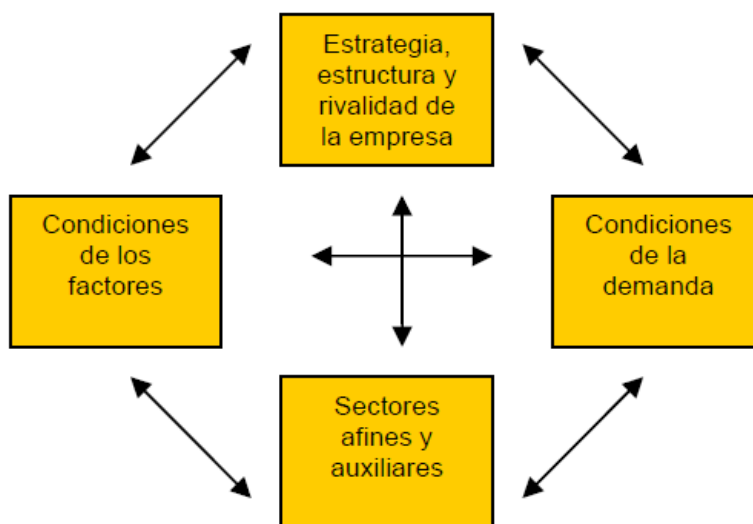 Estrategia,
estructura y
rivalidad de
la empresa
Condiciones
de los
factores
Condiciones
de la
demanda
Sectores
afines y
auxiliares